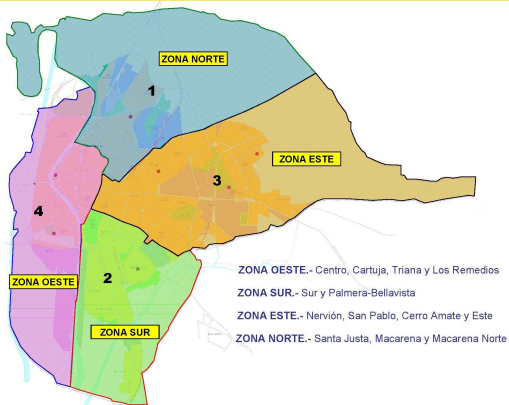 ZONA NORTE
1
ZONA ESTE
3
4
2
ZONA OESTE
ZONA SUR
ZONA OESTE.- Centro, Cartuja, Triana y Los Remedios
ZONA SUR.- Sur y Palmera-Bellavista
ZONA ESTE.- Nervión, San Pablo, Cerro Amate y Este
ZONA NORTE.- Santa Justa, Macarena y Macarena Norte